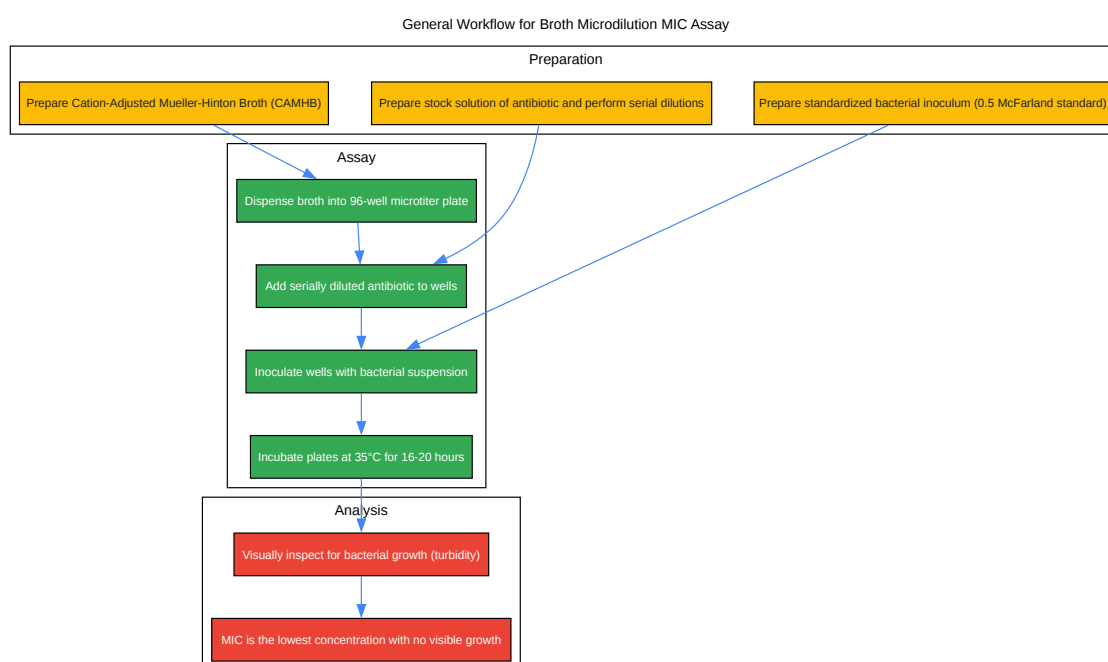 General Workflow for Broth Microdilution MIC Assay
Preparation
Prepare Cation-Adjusted Mueller-Hinton Broth (CAMHB)
Prepare stock solution of antibiotic and perform serial dilutions
Prepare standardized bacterial inoculum (0.5 McFarland standard)
Assay
Dispense broth into 96-well microtiter plate
Add serially diluted antibiotic to wells
Inoculate wells with bacterial suspension
Incubate plates at 35°C for 16-20 hours
Analysis
Visually inspect for bacterial growth (turbidity)
MIC is the lowest concentration with no visible growth